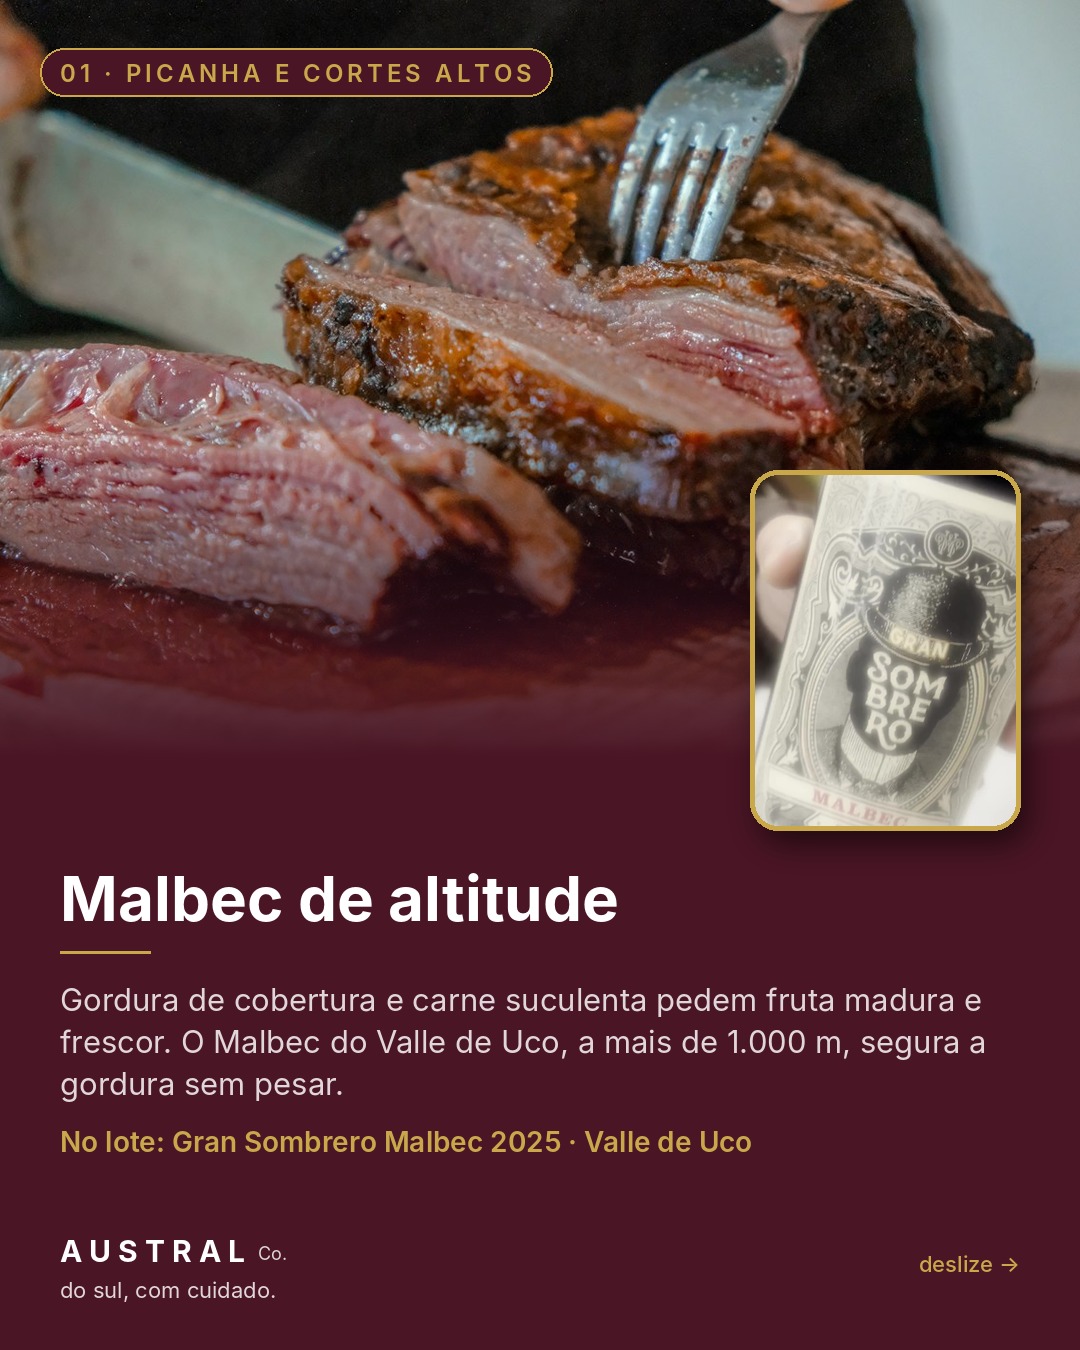 01 · PICANHA E CORTES ALTOS
GRAN
SOM
BRE
RO
MALBEC
Malbec de altitude
Gordura de cobertura e carne suculenta pedem fruta madura e
frescor. O Malbec do Valle de Uco, a mais de 1.000 m, segura a
gordura sem pesar.
No lote: Gran Sombrero Malbec 2025 · Valle de Uco
AUSTRAL Co.
do sul, com cuidado.
deslize →